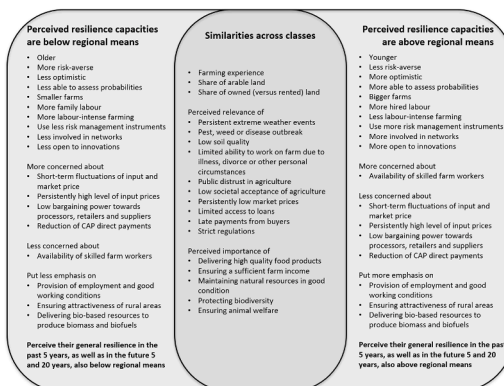 Perceived resilience capacities
are below regional means
• Older
• More risk-averse
• Less optimistic
• Less able to assess probabilities
• Smaller farms
• More family labour
• More labour-intense farming
• Use less risk management instruments
• Less involved in networks
• Less open to innovations
More concerned about
• Short-term fluctuations of input and
market price
• Persistently high level of input prices
• Low bargaining power towards
processors, retailers and suppliers
• Reduction of CAP direct payments
Less concerned about
• Availability of skilled farm workers
Put less emphasis on
• Provision of employment and good
working conditions
• Ensuring attractiveness of rural areas
• Delivering bio-based resources to
produce biomass and biofuels
Perceive their general resilience in the
past 5 years, as well as in the future 5
and 20 years, also below regional means
Similarities across classes
• Farming experience
• Share of arable land
• Share of owned (versus rented) land
Perceived relevance of
• Persistent extreme weather events
• Pest, weed or disease outbreak
• Low soil quality
• Limited ability to work on farm due to
illness, divorce or other personal
circumstances
• Public distrust in agriculture
• Low societal acceptance of agriculture
• Persistently low market prices
• Limited access to loans
• Late payments from buyers
• Strict regulations
Perceived importance of
• Delivering high quality food products
• Ensuring a sufficient farm income
• Maintaining natural resources in good
condition
• Protecting biodiversity
• Ensuring animal welfare
Perceived resilience capacities
are above regional means
• Younger
• Less risk-averse
• More optimistic
• More able to assess probabilities
• Bigger farms
• More hired labour
• Less labour-intense farming
• Use more risk management instruments
• More involved in networks
• More open to innovations
More concerned about
• Availability of skilled farm workers
Less concerned about
• Short-term fluctuations of input and
market price
• Persistently high level of input prices
• Low bargaining power towards
processors, retailers and suppliers
• Reduction of CAP direct payments
Put more emphasis on
• Provision of employment and good
working conditions
• Ensuring attractiveness of rural areas
• Delivering bio-based resources to
produce biomass and biofuels
Perceive their general resilience in the past
5 years, as well as in the future 5 and 20
years, also above regional means